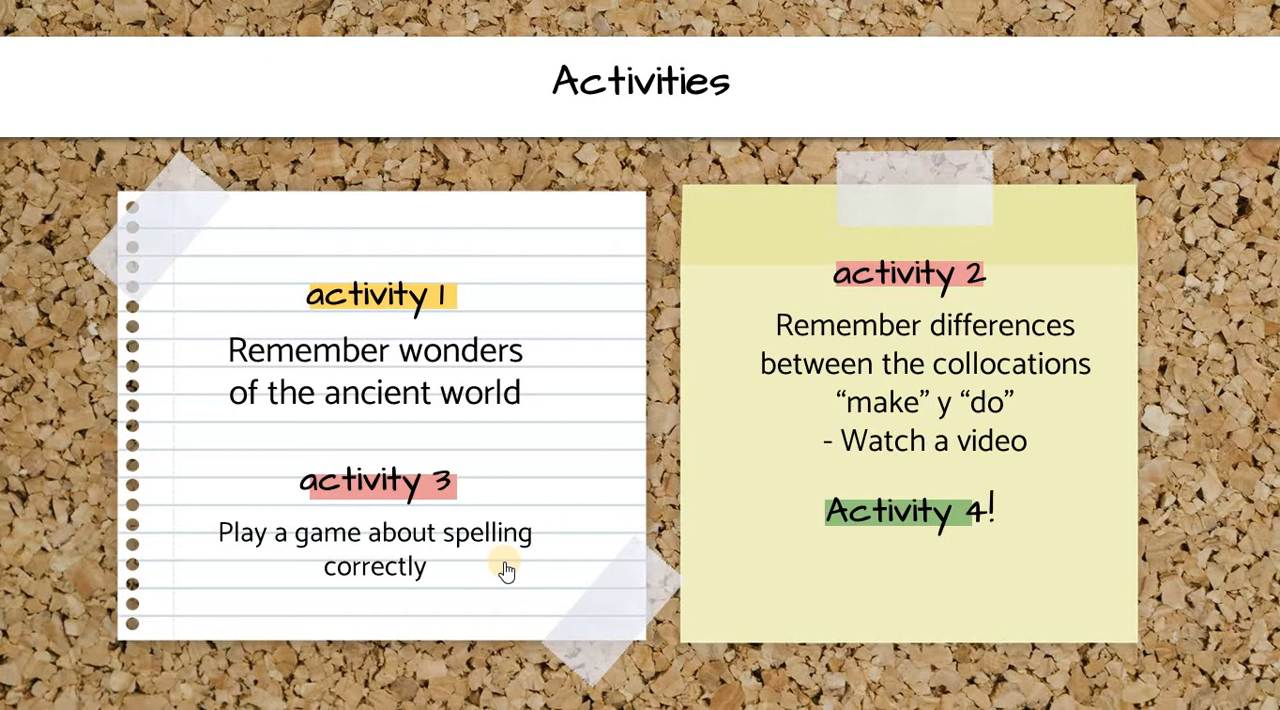 Activities
activity 1
Remember wonders
of the ancient world
activity 3
Play a game about spelling
correctly
activity 2
Remember differences
between the collocations
“make” y “do”
- Watch a video
Activity 4!